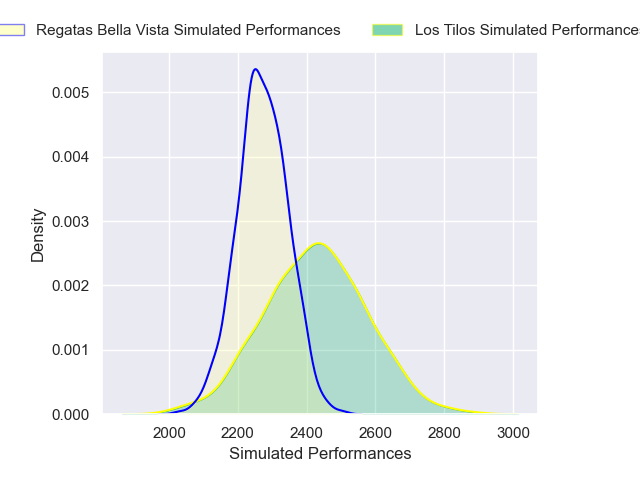 Regatas Bella Vista Simulated Performances
Los Tilos Simulated Performance
0.005
0.004
0.003
0.002
0.001
0.000
Density
2000 2200 2400 2600 2800 3000
Simulated Performances